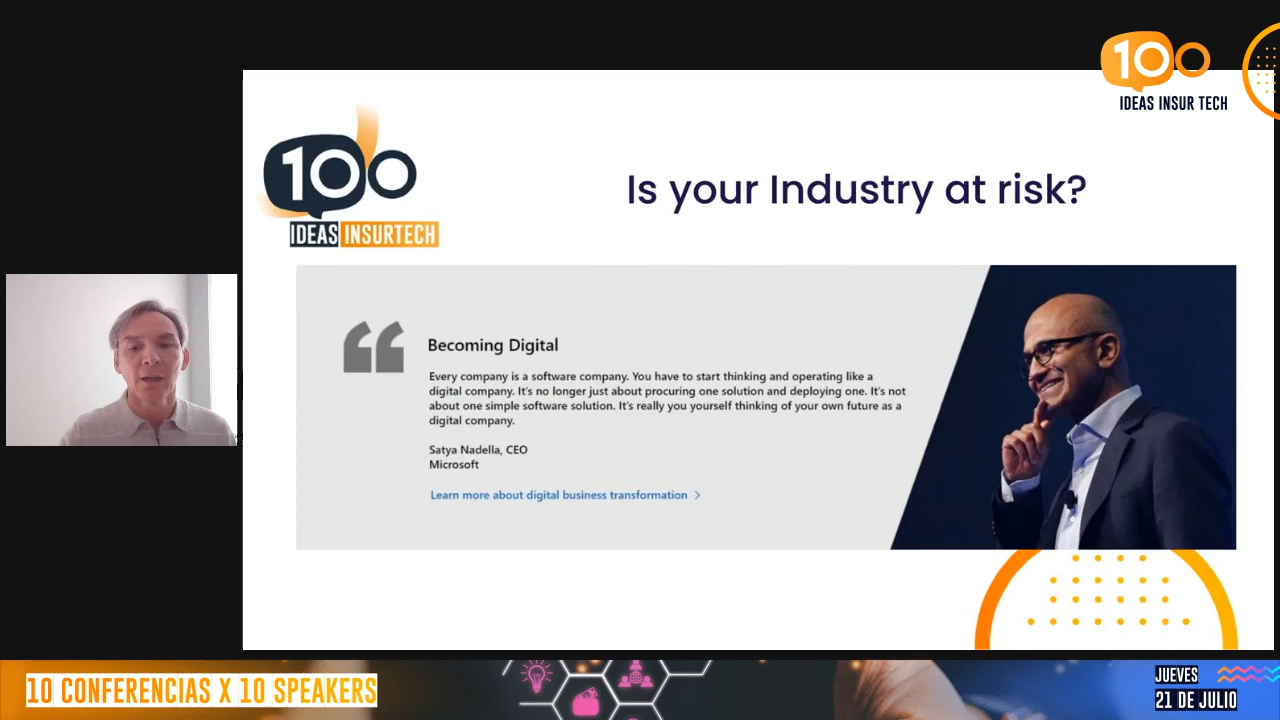 100
IDEAS INSUR TECH
100
IDEAS INSURTECH
Is your Industry at risk?
Becoming Digital
Every company is a software company. You have to start thinking and operating like a
digital company. It's no longer just about procuring one solution and deploying one. It's not
about one simple software solution. It's really you yourself thinking of your own future as a
digital company.
Satya Nadella, CEO
Microsoft
Learn more about digital business transformation
10 CONFERENCIAS X 10 SPEAKERS
JUEVES
21 DE JULIO